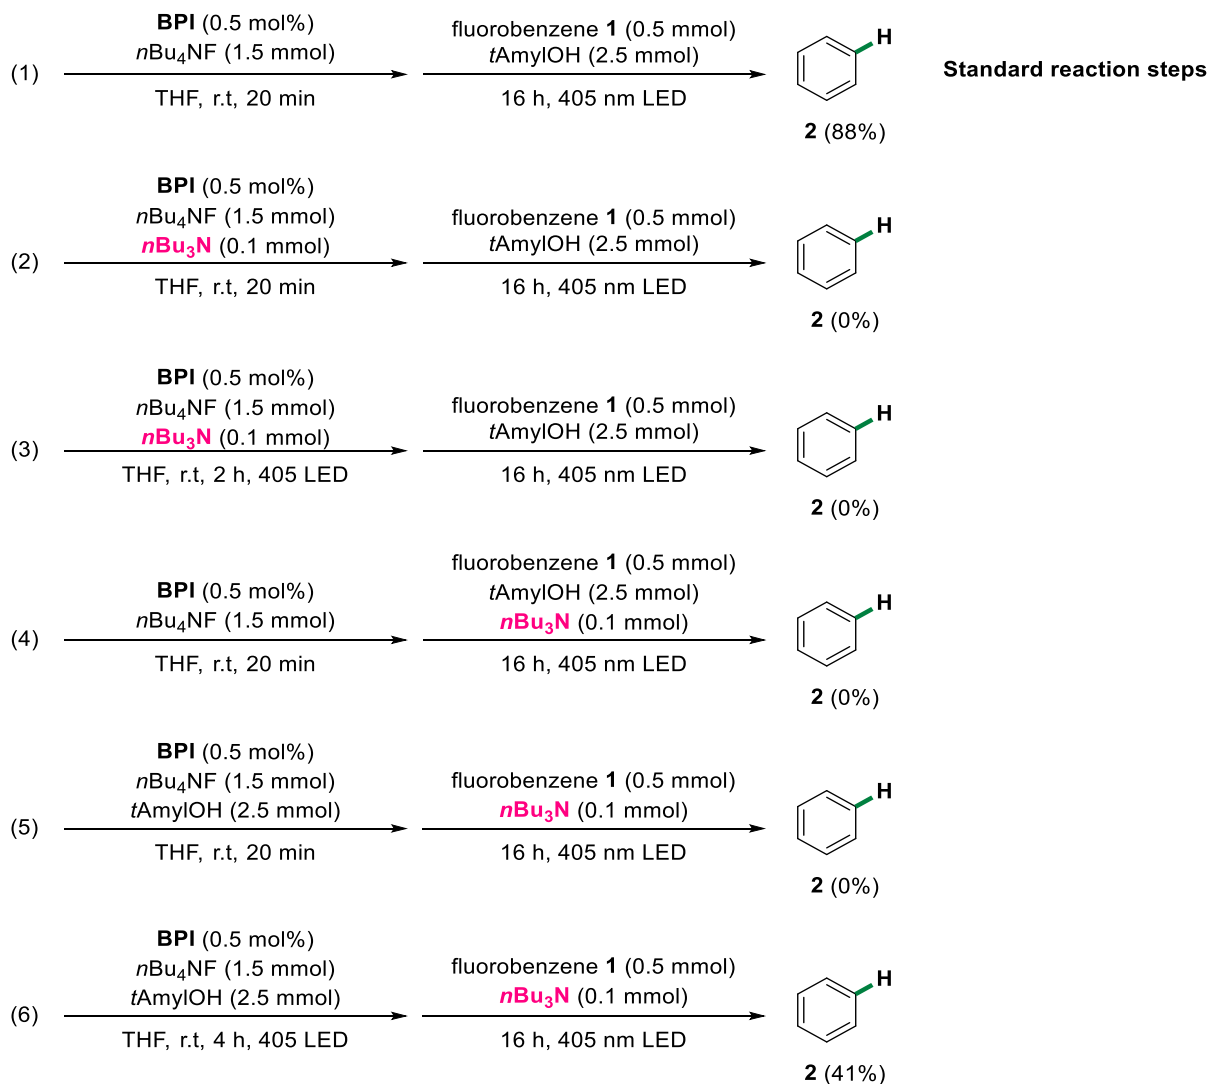 (1) BPI (0.5 mol%)
nBu4NF (1.5 mmol)
THF, r.t, 20 min
fluorobenzene 1 (0.5 mmol)
tAmylOH (2.5 mmol)
16 h, 405 nm LED
H
2 (88%)
Standard reaction steps
(2) BPI (0.5 mol%)
nBu4NF (1.5 mmol)
nBu3N (0.1 mmol)
THF, r.t, 20 min
fluorobenzene 1 (0.5 mmol)
tAmylOH (2.5 mmol)
16 h, 405 nm LED
H
2 (0%)
(3) BPI (0.5 mol%)
nBu4NF (1.5 mmol)
nBu3N (0.1 mmol)
THF, r.t, 2 h, 405 LED
fluorobenzene 1 (0.5 mmol)
tAmylOH (2.5 mmol)
16 h, 405 nm LED
H
2 (0%)
(4) BPI (0.5 mol%)
nBu4NF (1.5 mmol)
THF, r.t, 20 min
fluorobenzene 1 (0.5 mmol)
tAmylOH (2.5 mmol)
nBu3N (0.1 mmol)
16 h, 405 nm LED
H
2 (0%)
(5) BPI (0.5 mol%)
nBu4NF (1.5 mmol)
tAmylOH (2.5 mmol)
THF, r.t, 20 min
fluorobenzene 1 (0.5 mmol)
nBu3N (0.1 mmol)
16 h, 405 nm LED
H
2 (0%)
(6) BPI (0.5 mol%)
nBu4NF (1.5 mmol)
tAmylOH (2.5 mmol)
THF, r.t, 4 h, 405 LED
fluorobenzene 1 (0.5 mmol)
nBu3N (0.1 mmol)
16 h, 405 nm LED
H
2 (41%)